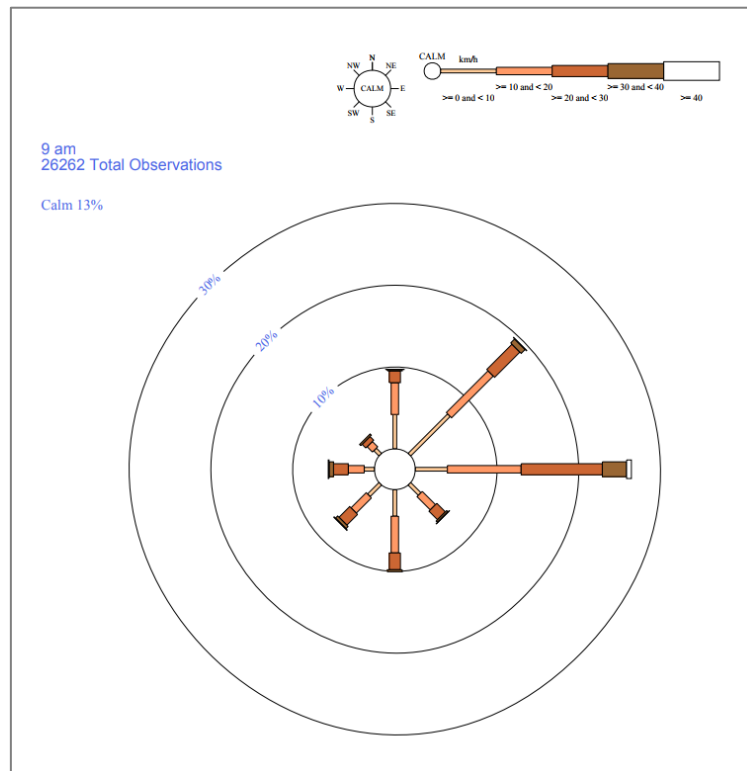 N
NW NE
W CALM E
SW SE
S
CALM km/h
>= 10 and < 20 >=30 and < 40
>= 0 and < 10 >= 20 and < 30 >= 40
9 am
26262 Total Observations
Calm 13%
30%
20%
10%